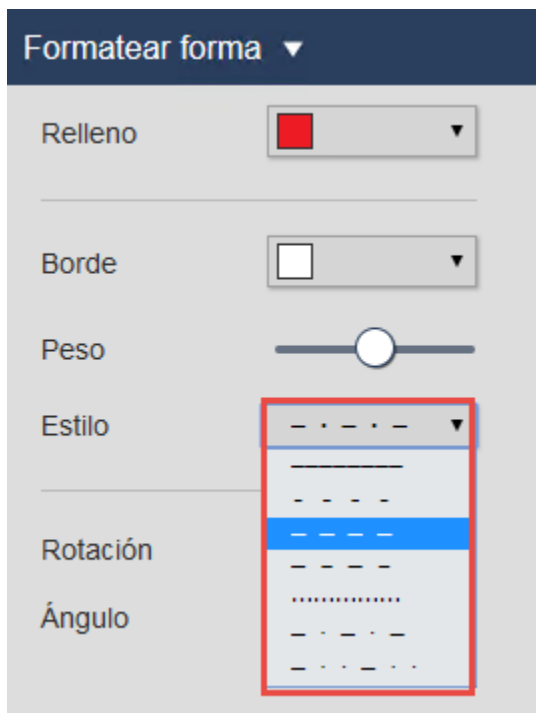 Formatear forma
Relleno
Borde
Peso
Estilo
Rotación
Ángulo